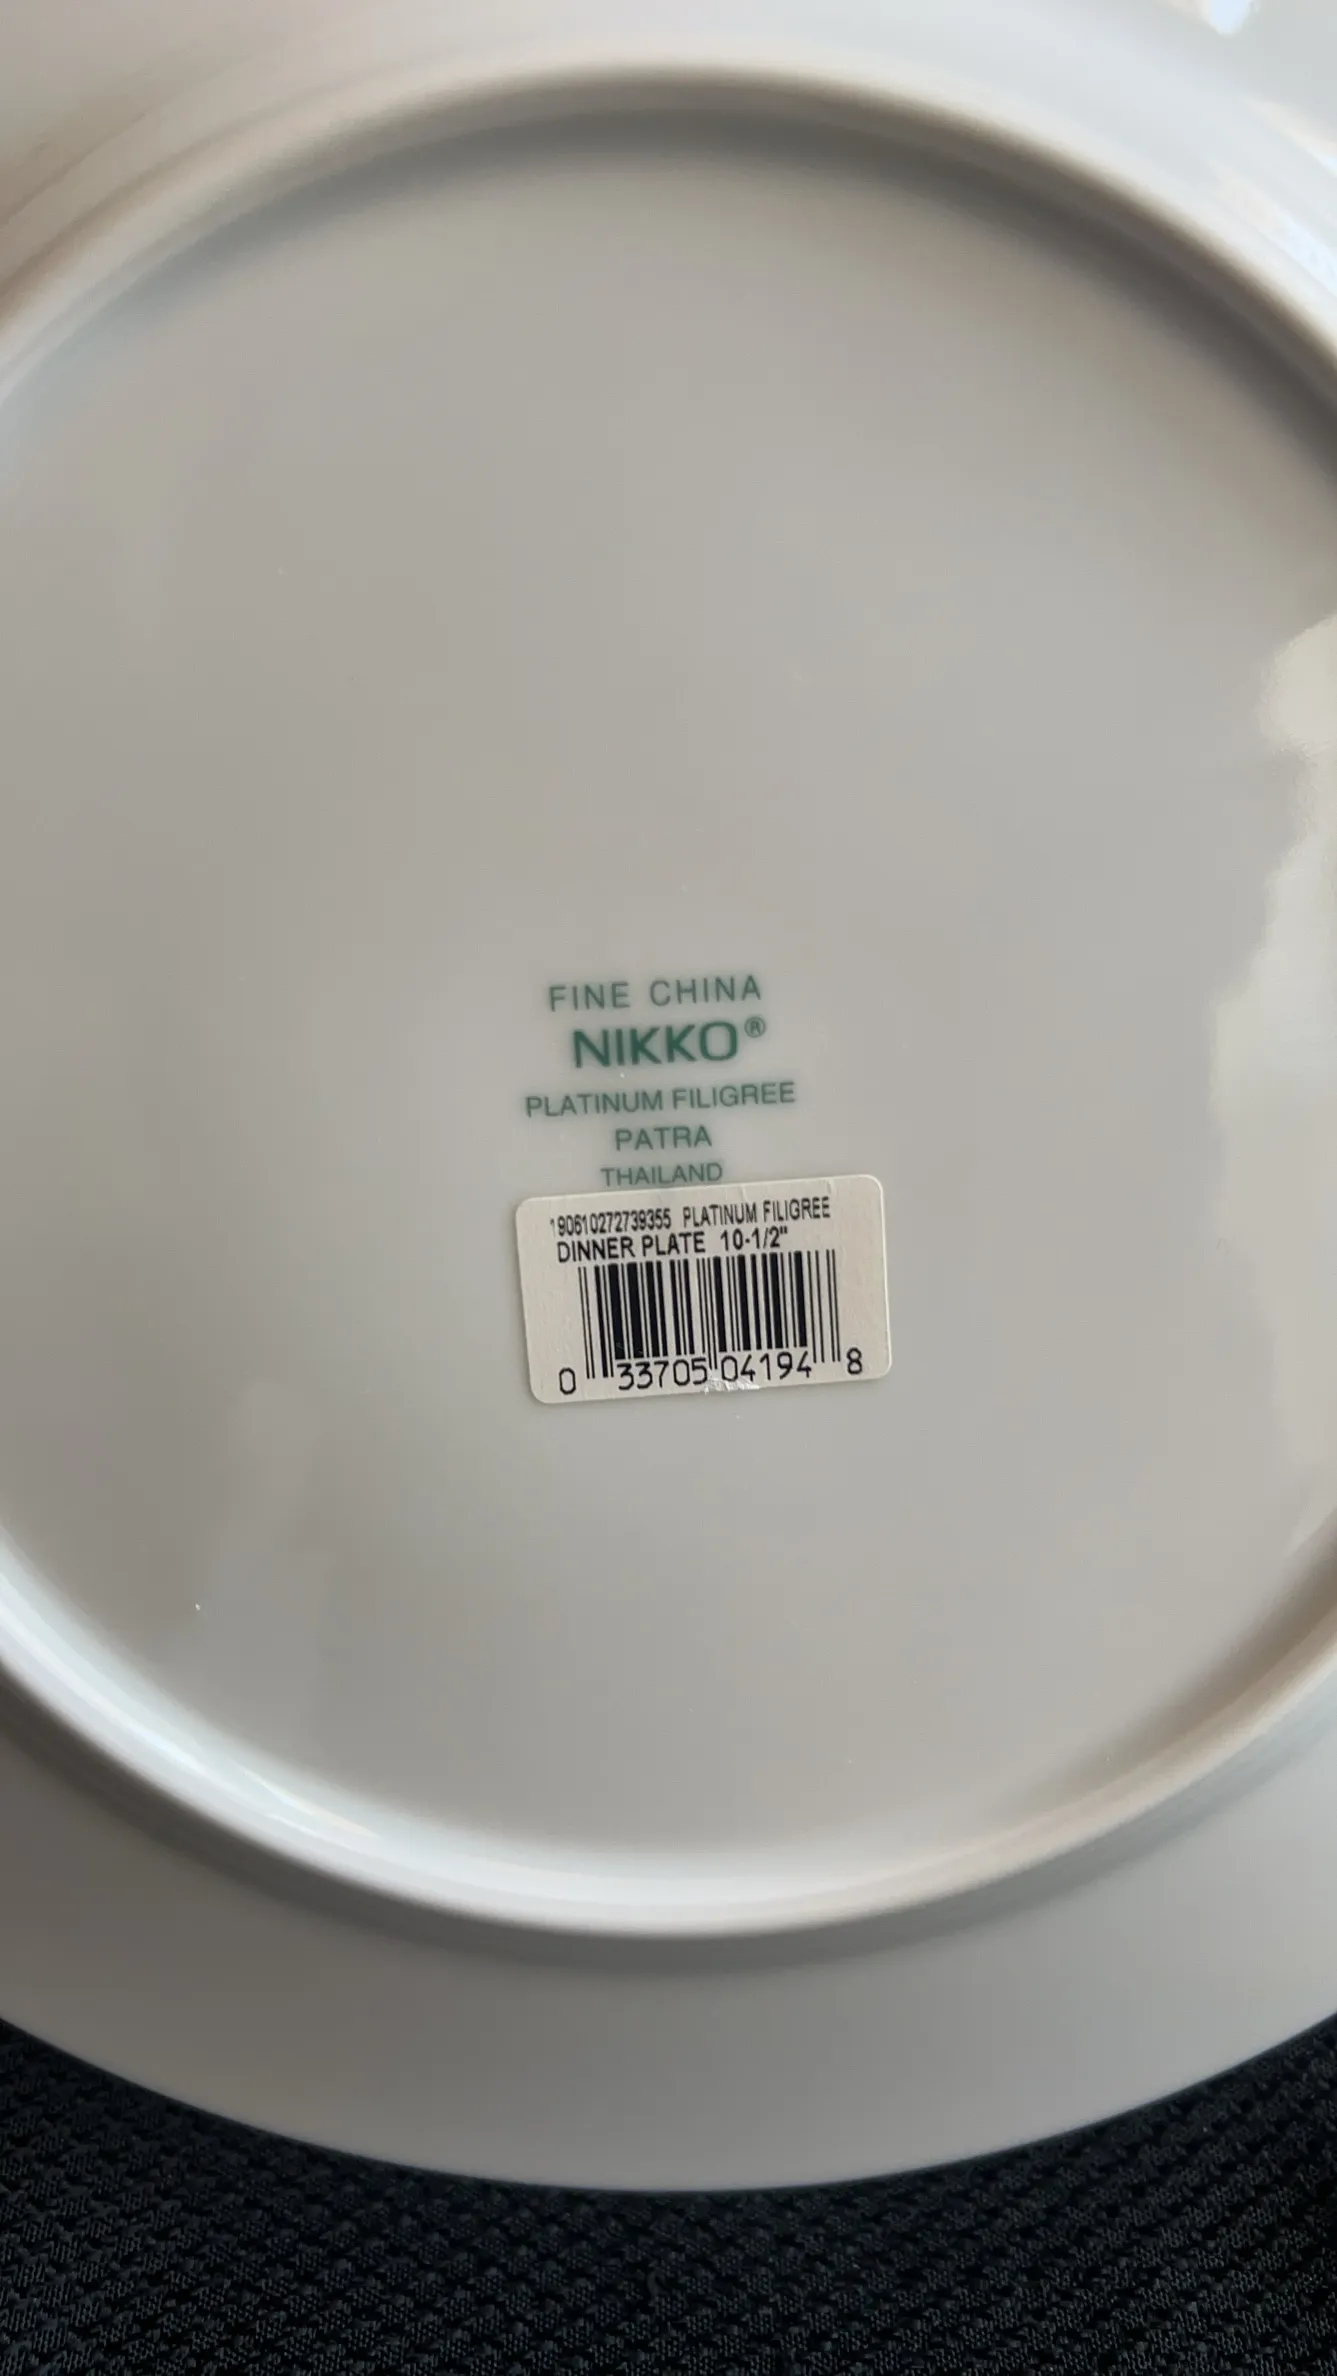 FINE CHINA
NIKKO®
PLATINUM FILIGREE
PATRA
THAILAND
190610272739355 PLATINUM FILIGREE
DINNER PLATE 10-1/2"
0 33705 04194 8